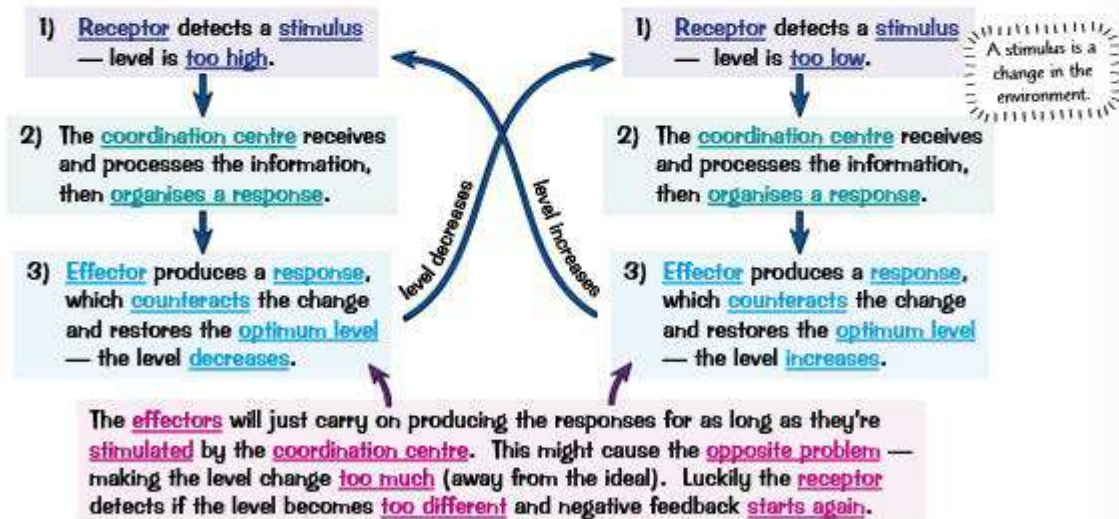 1) Receptor detects a stimulus
— level is too high.
2) The coordination centre receives
and processes the information,
then organises a response.
3) Effector produces a response,
which counteracts the change
and restores the optimum level
— the level decreases.
level decreases
level increases
1) Receptor detects a stimulus
— level is too low.
A stimulus is a
change in the
environment.
2) The coordination centre receives
and processes the information,
then organises a response.
3) Effector produces a response,
which counteracts the change
and restores the optimum level
— the level increases.
The effectors will just carry on producing the responses for as long as they're
stimulated by the coordination centre. This might cause the opposite problem —
making the level change too much (away from the ideal). Luckily the receptor
detects if the level becomes too different and negative feedback starts again.